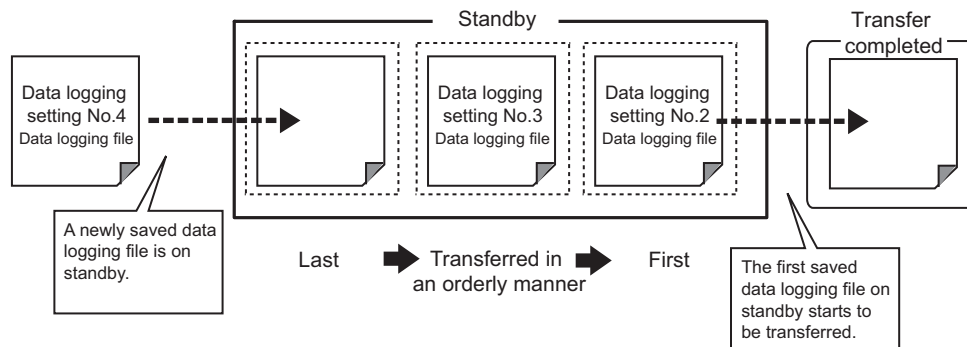 Standby
Transfer
completed
Data logging
setting No.4
Data logging file
Data logging
setting No.3
Data logging file
Data logging
setting No.2
Data logging file
A newly saved data
logging file is on
standby.
Last
Transferred in
an orderly manner
First
The first saved
data logging file on
standby starts to
be transferred.